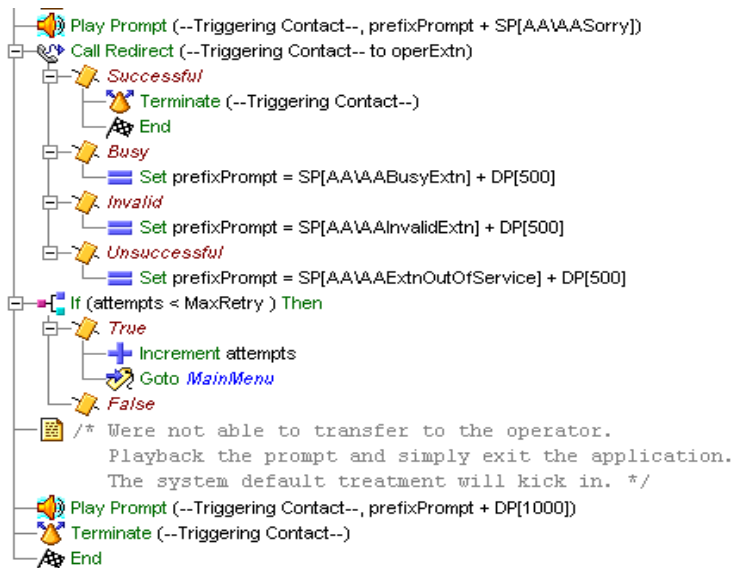 Play Prompt (--Triggering Contact--, prefixPrompt + SP[AA\AASorry])
Call Redirect (--Triggering Contact-- to operExtn)
Successful
Terminate (--Triggering Contact--)
End
Busy
Set prefixPrompt = SP[AA\AABusyExtn] + DP[500]
Invalid
Set prefixPrompt = SP[AA\AAInvalidExtn] + DP[500]
Unsuccessful
Set prefixPrompt = SP[AA\AAExtnOutOfService] + DP[500]
If (attempts < MaxRetry ) Then
True
Increment attempts
Goto MainMenu
False
/* Were not able to transfer to the operator.
Playback the prompt and simply exit the application.
The system default treatment will kick in. */
Play Prompt (--Triggering Contact--, prefixPrompt + DP[1000])
Terminate (--Triggering Contact--)
End